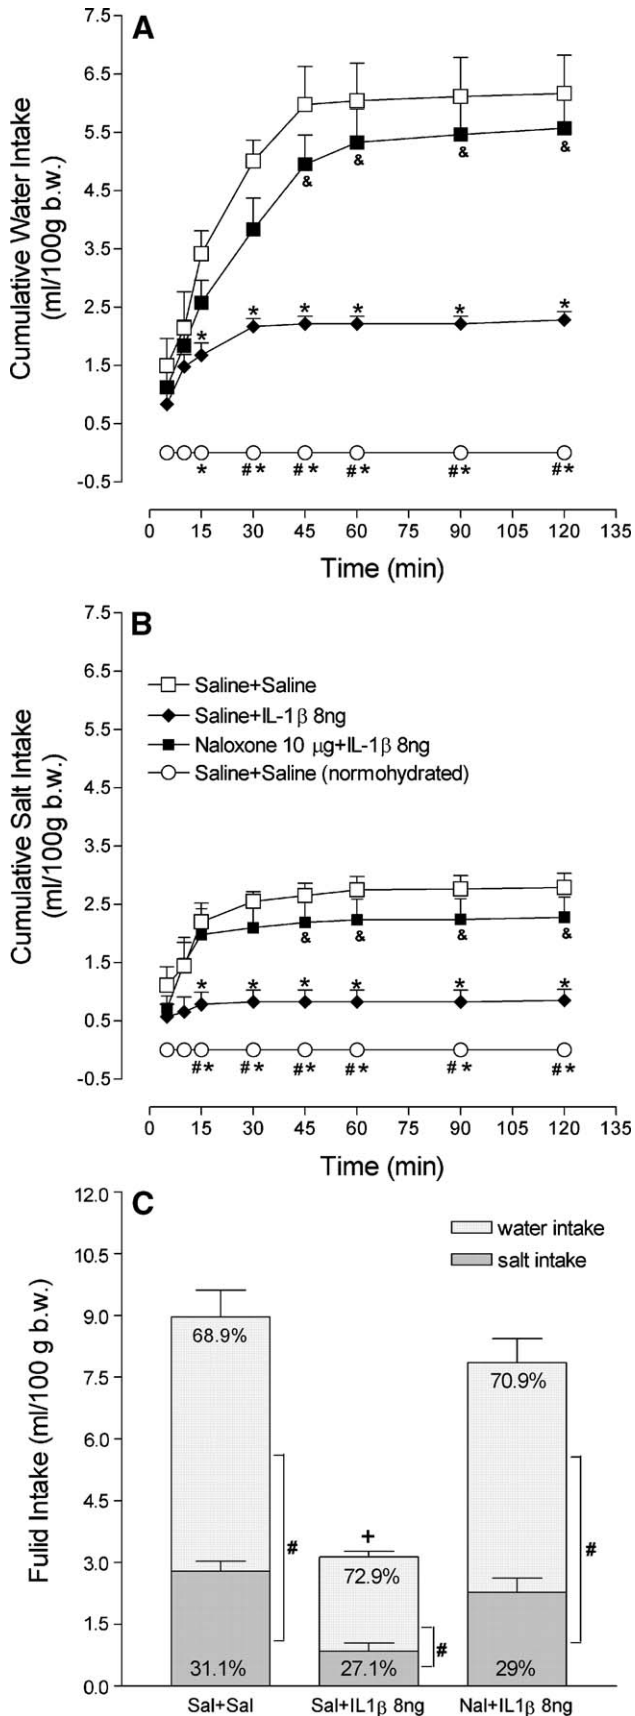 A
Cumulative Water Intake
(ml/100g b.w.)
7.5
6.5
5.5
4.5
3.5
2.5
1.5
0.5
-0.5
& & & &
* * * * * *
* #* #* #* #* #*
0 15 30 45 60 75 90 105 120 135
Time (min)
B
Cumulative Salt Intake
(ml/100g b.w.)
7.5
6.5
5.5
4.5
3.5
2.5
1.5
0.5
-0.5
Saline+Saline
Saline+IL-1β 8ng
Naloxone 10 µg+IL-1β 8ng
Saline+Saline (normohydrated)
& & & &
* * * * * *
#* #* #* #* #* #*
0 15 30 45 60 75 90 105 120 135
Time (min)
C
Fulid Intake (ml/100 g b.w.)
12.0
10.5
9.0
7.5
6.0
4.5
3.0
1.5
0.0
water intake
salt intake
68.9%
31.1%
#
+
72.9%
27.1%
#
70.9%
29%
#
Sal+Sal Sal+IL1β 8ng Nal+IL1β 8ng